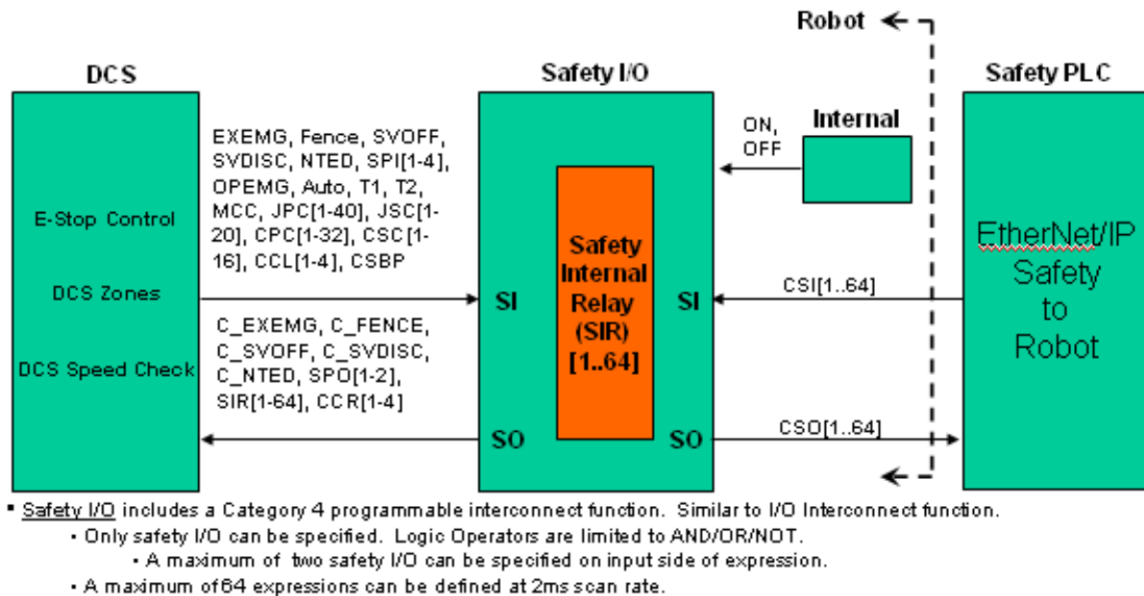 Robot
DCS
Safety I/O
Safety PLC
E-Stop Control
DCS Zones
DCS Speed Check
EXEMG, Fence, SVOFF,
SVDISC, NTED, SPI[1-4],
OPEMG, Auto, T1, T2,
MCC, JPC[1-40], JSC[1-
20], CPC[1-32], CSC[1-
16], CCL[1-4], CSBP
C_EXEMG, C_FENCE,
C_SVOFF, C_SVDISC,
C_NTED, SPO[1-2],
SIR[1-64], CCR[1-4]
SI
SO
Safety
Internal
Relay
(SIR)
[1..64]
SI
SO
ON,
OFF
Internal
CSI[1..64]
CSO[1..64]
EtherNet/IP
Safety
to
Robot
▪ Safety I/O includes a Category 4 programmable interconnect function. Similar to I/O Interconnect function.
• Only safety I/O can be specified. Logic Operators are limited to AND/OR/NOT.
• A maximum of two safety I/O can be specified on input side of expression.
• A maximum of 64 expressions can be defined at 2ms scan rate.